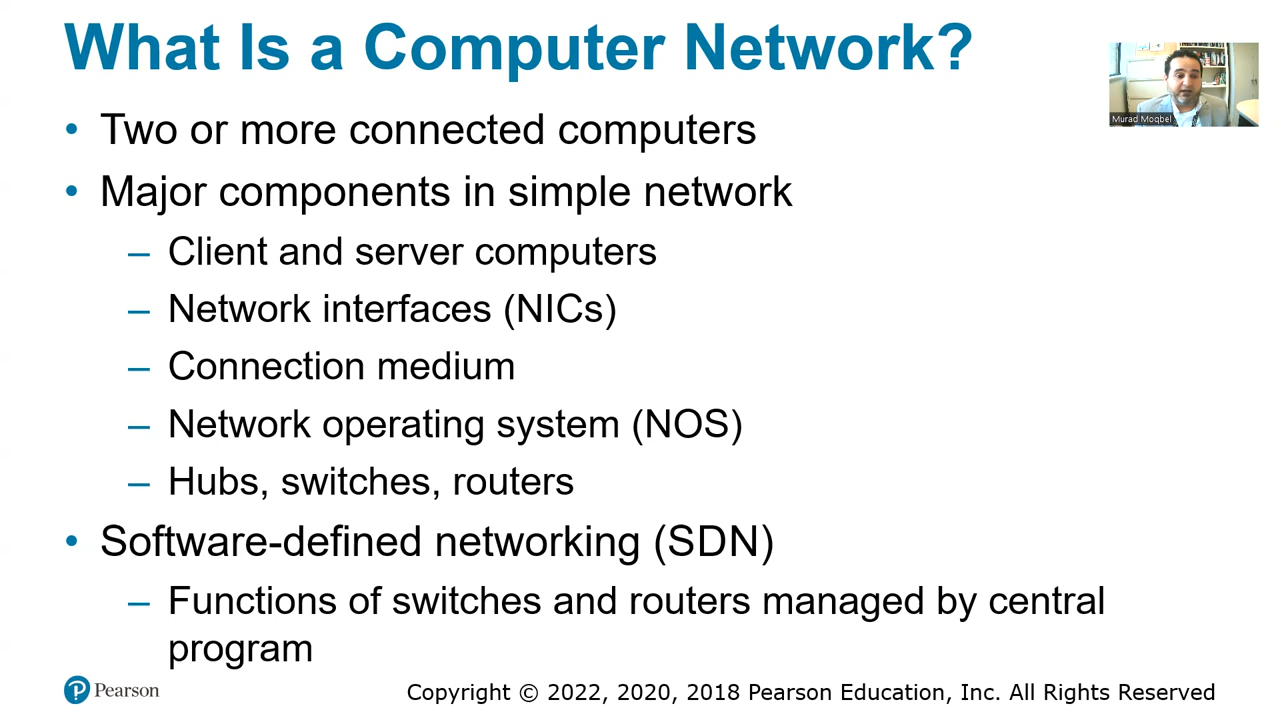 What Is a Computer Network?
Murad Moqbel
• Two or more connected computers
• Major components in simple network
– Client and server computers
– Network interfaces (NICs)
– Connection medium
– Network operating system (NOS)
– Hubs, switches, routers
• Software-defined networking (SDN)
– Functions of switches and routers managed by central
program
P Pearson
Copyright © 2022, 2020, 2018 Pearson Education, Inc. All Rights Reserved